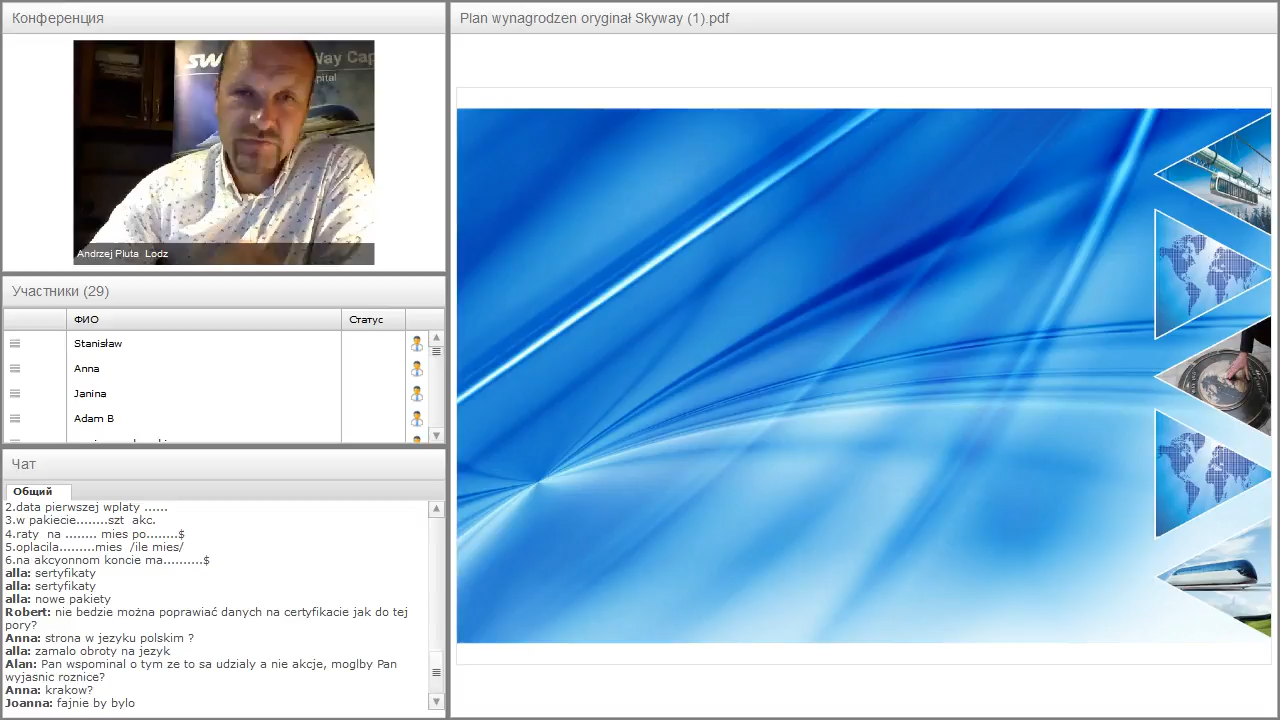 Конференция
sw
Way Cap
pital
Andrzej Pluta Lodz
Участники (29)
ФИО
Статус
Stanisław
Anna
Janina
Adam B
Чат
Общий
2.data pierwszej wplaty ......
3.w pakiecie........szt akc.
4.raty na ........ mies po........$
5.oplacila.........mies /ile mies/
6.na akcyonnom koncie ma..........$
alla: sertyfikaty
alla: sertyfikaty
alla: nowe pakiety
Robert: nie bedzie można poprawiać danych na certyfikacie jak do tej
pory?
Anna: strona w jezyku polskim ?
alla: zamalo obroty na jezyk
Alan: Pan wspominal o tym ze to sa udzialy a nie akcje, moglby Pan
wyjasnic roznice?
Anna: krakow?
Joanna: fajnie by bylo
Plan wynagrodzen oryginał Skyway (1).pdf